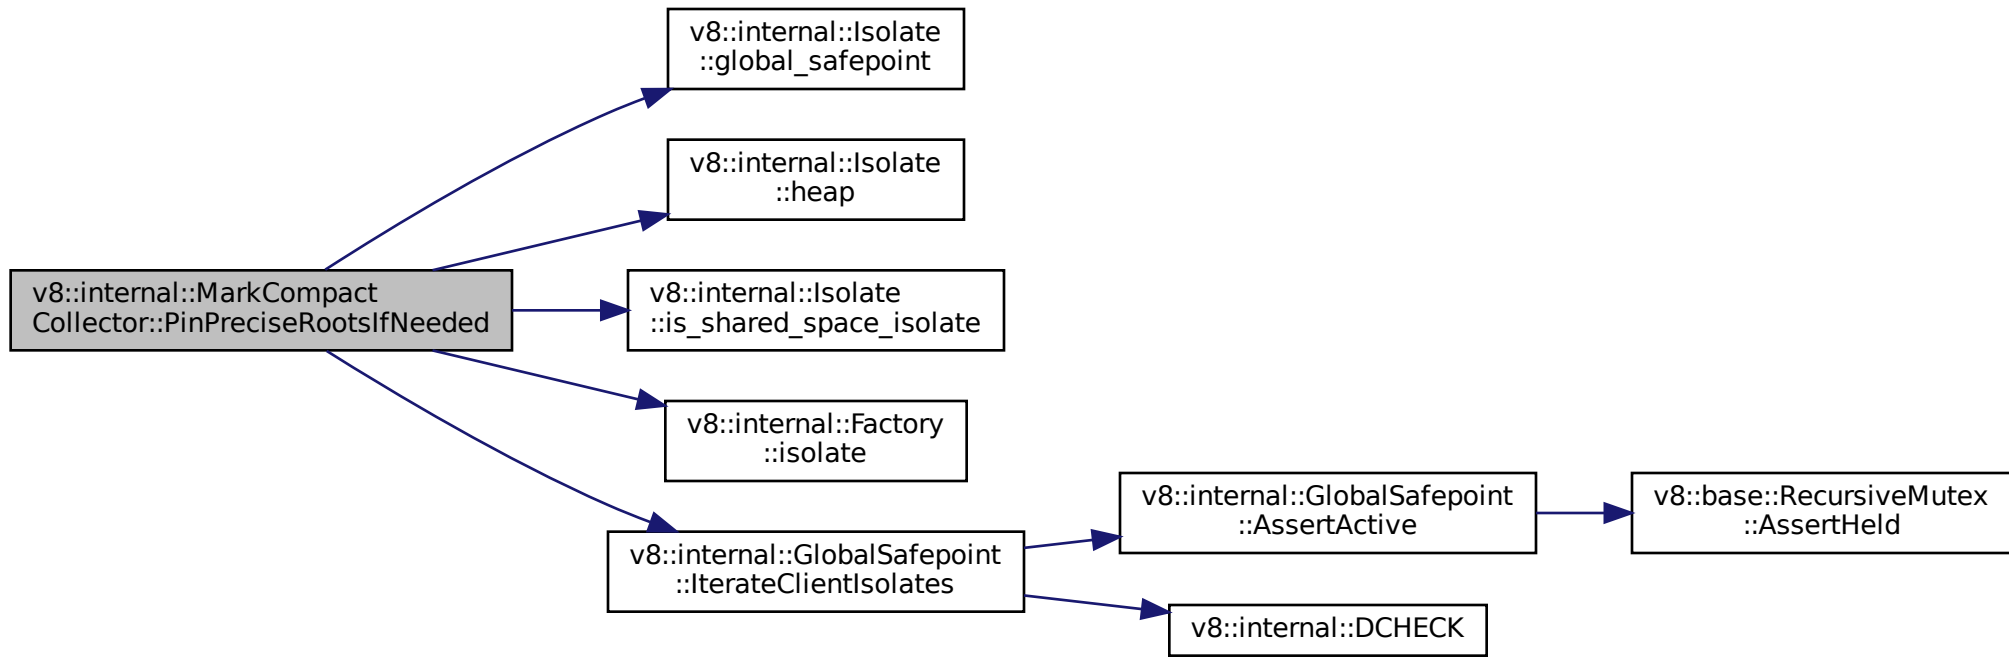 v8::internal::Isolate
::global_safepoint
v8::internal::Isolate
::heap
v8::internal::MarkCompact
Collector::PinPreciseRootsIfNeeded
v8::internal::Isolate
::is_shared_space_isolate
v8::internal::Factory
::isolate
v8::internal::GlobalSafepoint
::IterateClientIsolates
v8::internal::GlobalSafepoint
::AssertActive
v8::base::RecursiveMutex
::AssertHeld
v8::internal::DCHECK